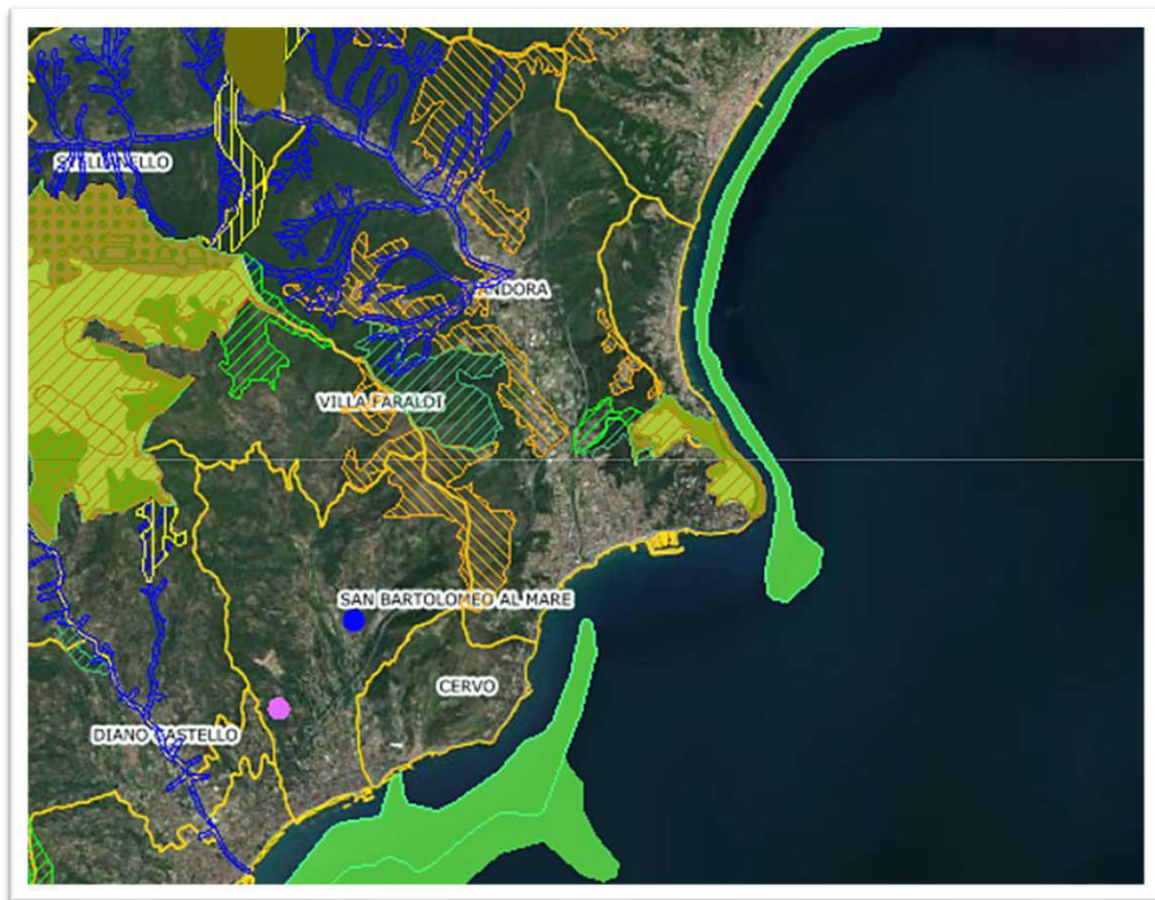 STELLANELLO
ANDORA
VILLA FARALDI
SAN BARTOLOMEO AL MARE
CERVO
DIANO CASTELLO